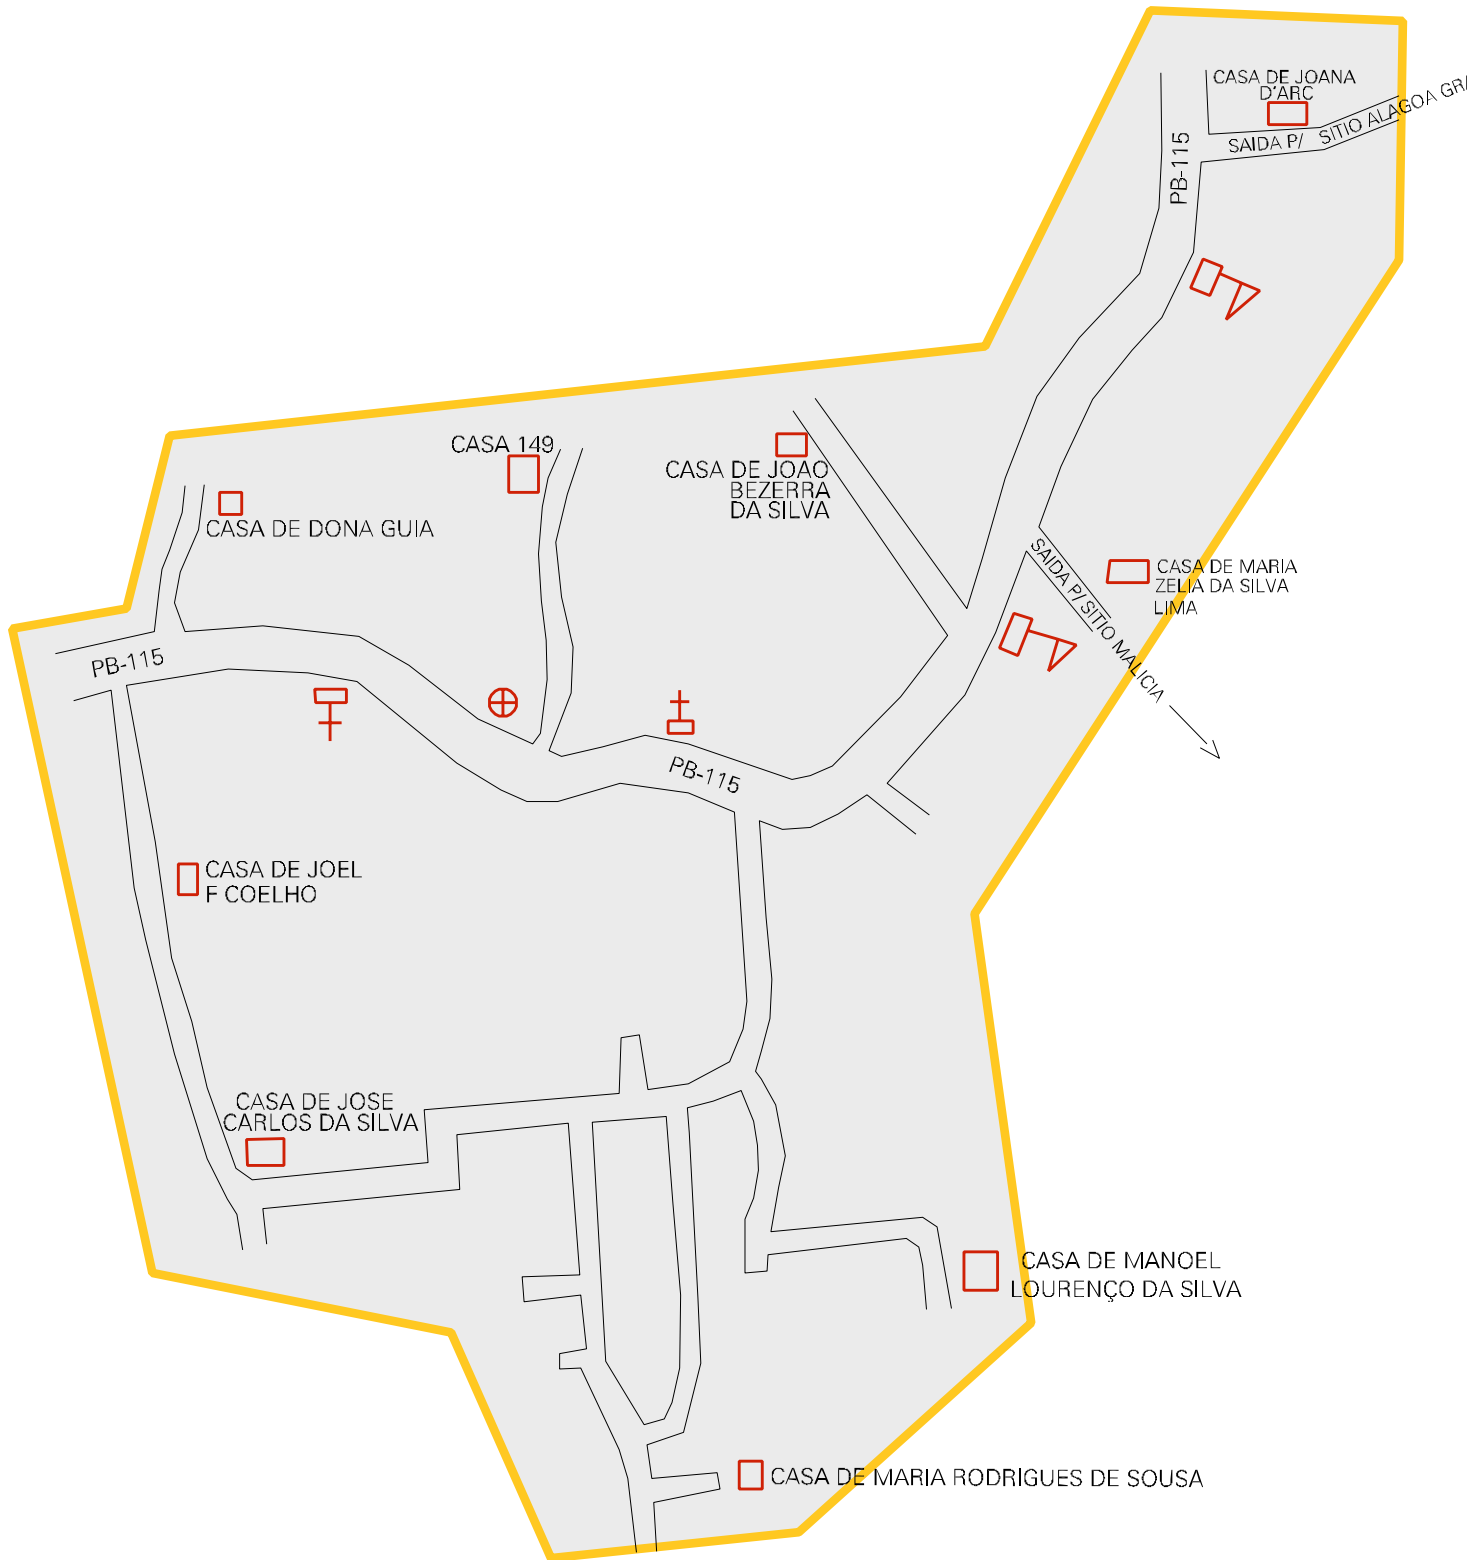 CASA DE JOANA
D'ARC
SAIDA P/ SITIO ALAGOA GRA
PB-115
CASA 149
CASA DE JOAO
BEZERRA
DA SILVA
CASA DE DONA GUIA
SAIDA P/ SITIO MALICIA
CASA DE MARIA
ZELIA DA SILVA
LIMA
PB-115
PB-115
CASA DE JOEL
F COELHO
CASA DE JOSE
CARLOS DA SILVA
CASA DE MANOEL
LOURENÇO DA SILVA
CASA DE MARIA RODRIGUES DE SOUSA